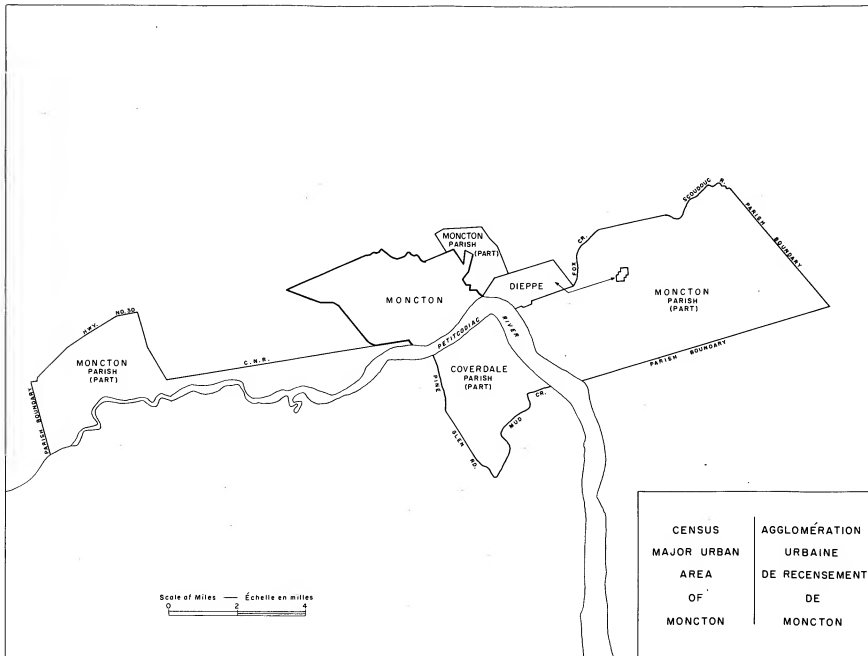 SCOUDOUC R.
PARISH BOUNDARY
MONCTON
PARISH
(PART)
FOX CR.
DIEPPE
MONCTON
PARISH
(PART)
MONCTON
HWY. NO. 30
PETITCODIAC RIVER
PARISH BOUNDARY
MONCTON
PARISH
(PART)
C.N.R.
COVERDALE
PARISH
(PART)
PARISH BOUNDARY
PINE GLEN RD.
MUD CR.
CENSUS
MAJOR URBAN
AREA
OF
MONCTON
AGGLOMÉRATION
URBAINE
DE RECENSEMENT
DE
MONCTON
Scale of Miles — Échelle en milles
0 2 4